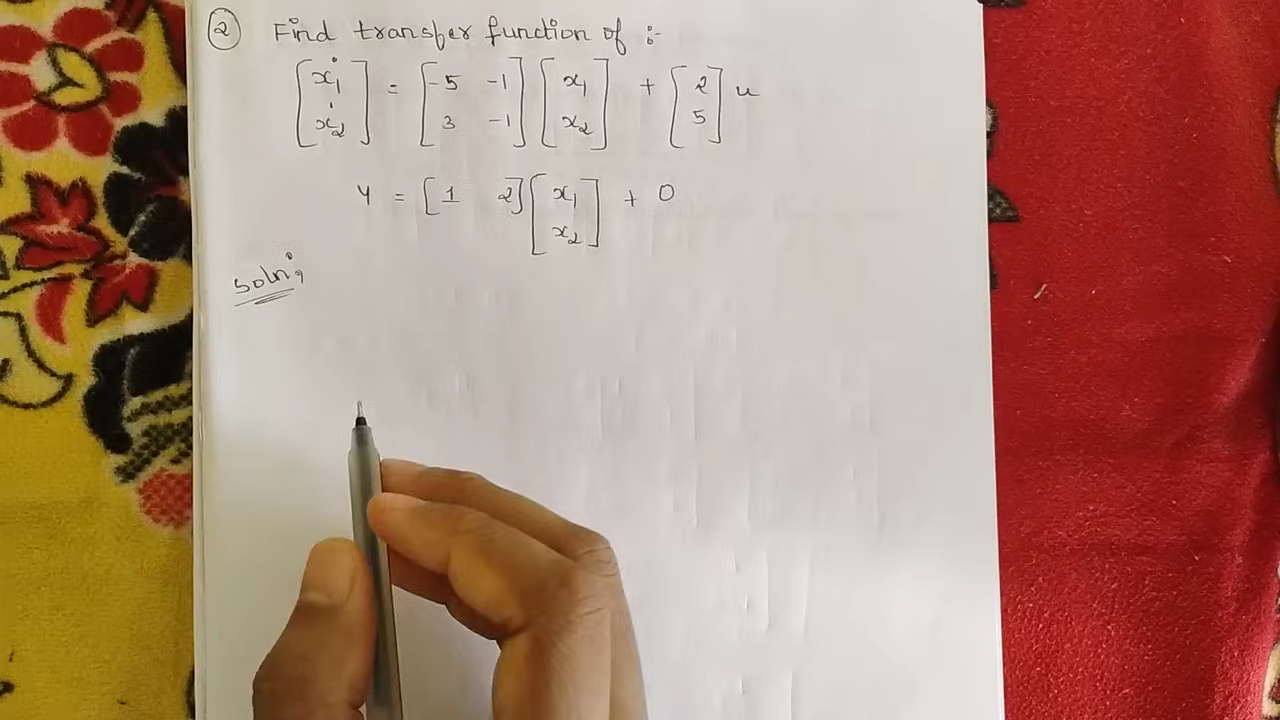 ② Find transfer function of :-
[ẋ1 ẋ2] = [-5 -1 3 -1] [x1 x2] + [2 5] u
y = [1 2] [x1 x2] + 0
Soln;